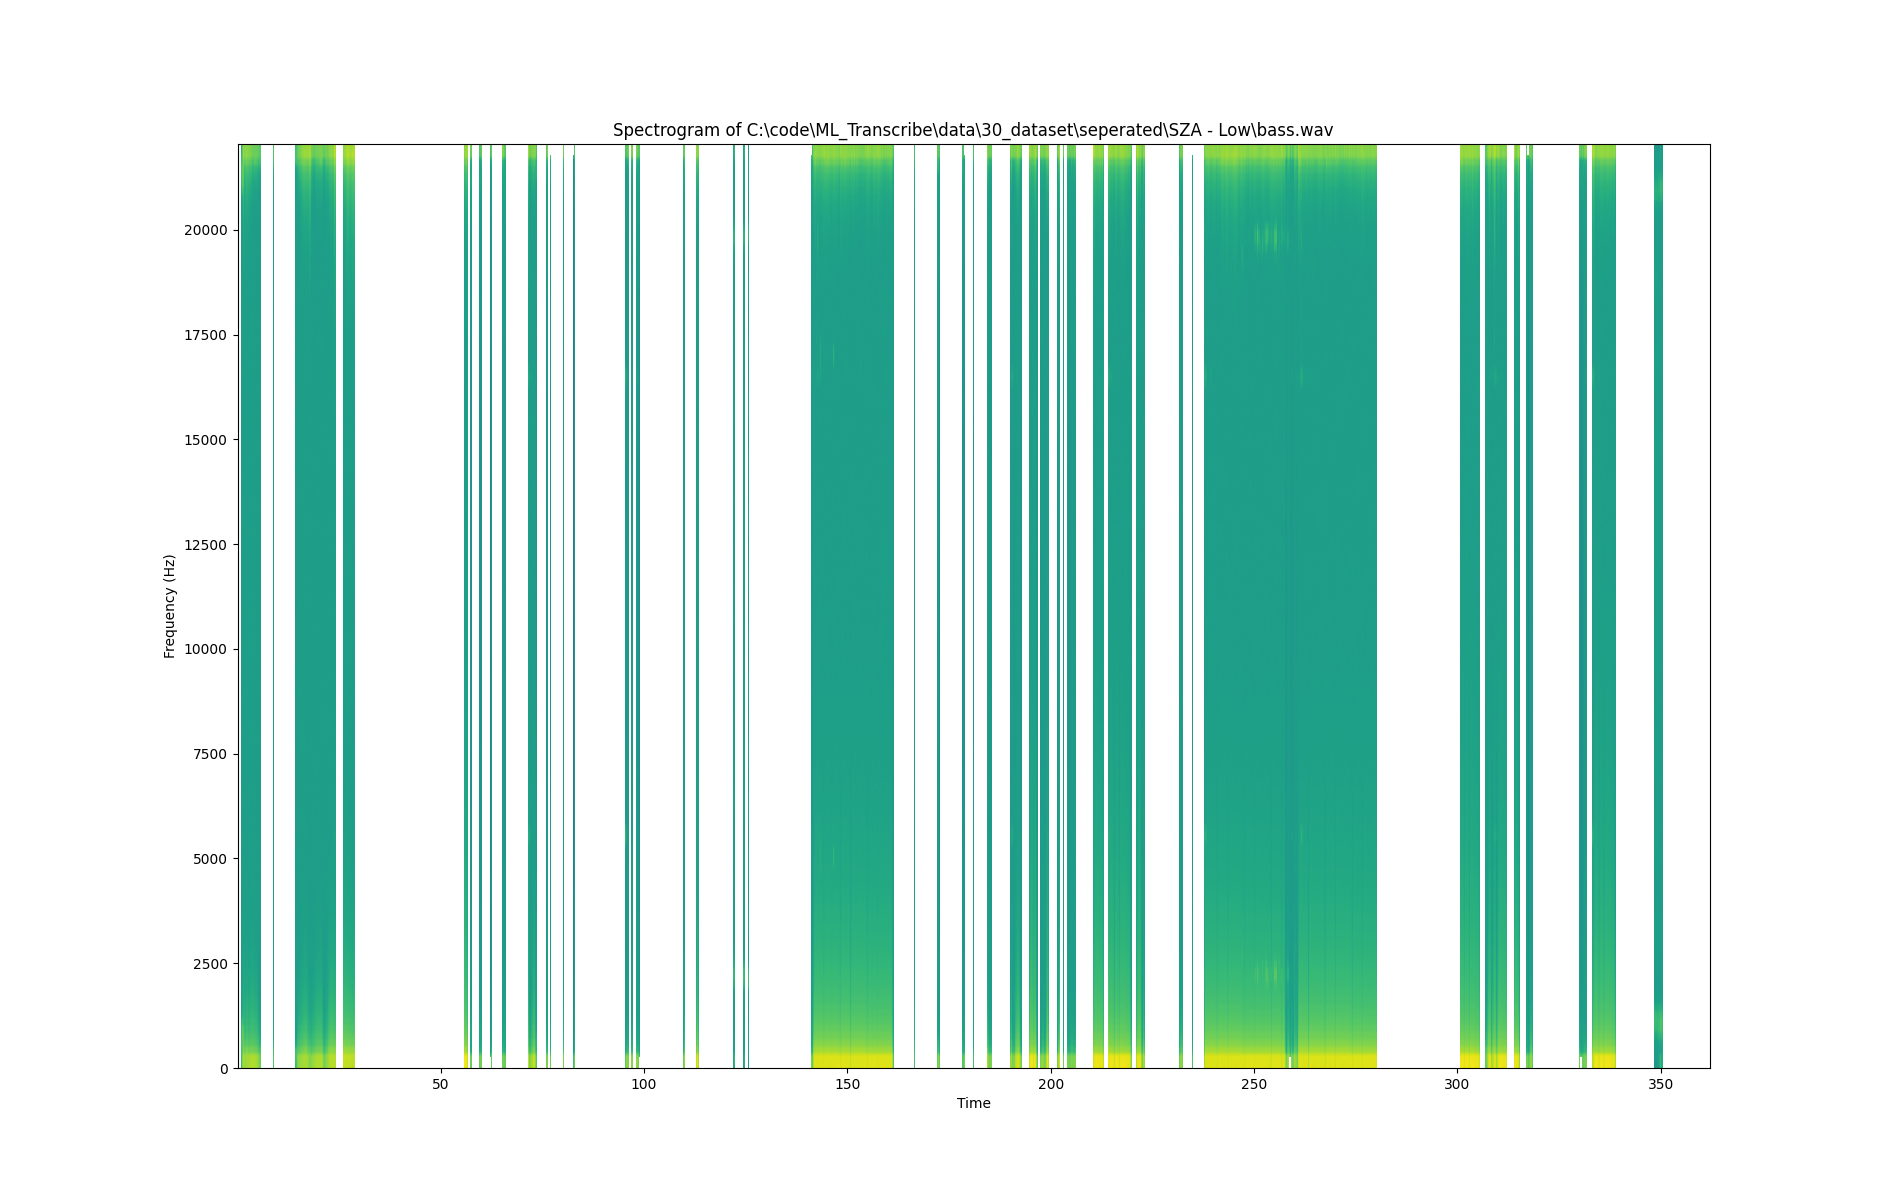 Spectrogram of C:\code\ML_Transcribe\data\30_dataset\seperated\SZA - Low\bass.wav
Frequency (Hz)
20000
17500
15000
12500
10000
7500
5000
2500
0
50 100 150 200 250 300 350
Time